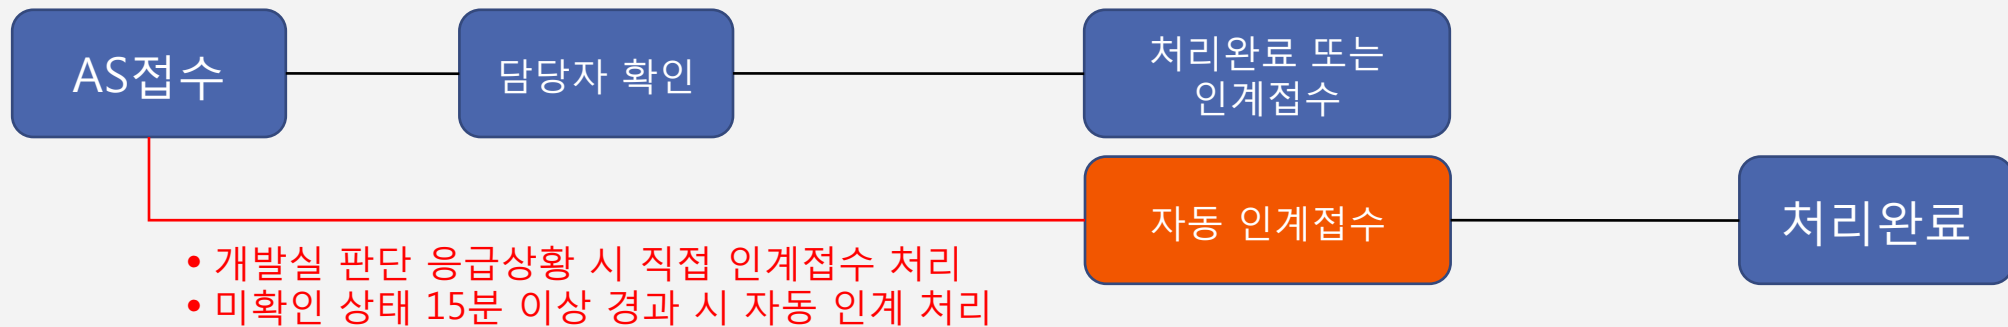 AS접수
담당자 확인
처리완료 또는
인계접수
자동 인계접수
처리완료
• 개발실 판단 응급상황 시 직접 인계접수 처리
• 미확인 상태 15분 이상 경과 시 자동 인계 처리